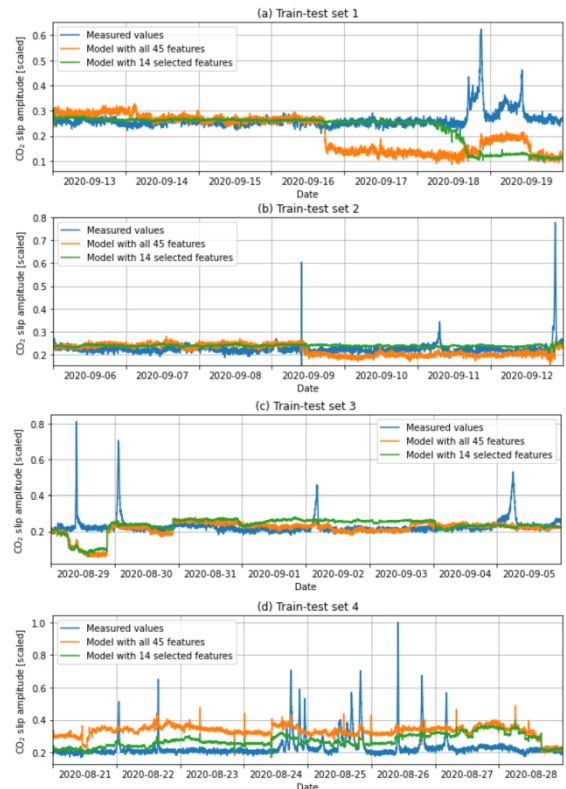 (a) Train-test set 1
CO2 slip amplitude [scaled]
0.6
0.5
0.4
0.3
0.2
0.1
Measured values
Model with all 45 features
Model with 14 selected features
2020-09-13 2020-09-14 2020-09-15 2020-09-16 2020-09-17 2020-09-18 2020-09-19
Date
(b) Train-test set 2
CO2 slip amplitude [scaled]
0.8
0.7
0.6
0.5
0.4
0.3
0.2
Measured values
Model with all 45 features
Model with 14 selected features
2020-09-06 2020-09-07 2020-09-08 2020-09-09 2020-09-10 2020-09-11 2020-09-12
Date
(c) Train-test set 3
CO2 slip amplitude [scaled]
0.8
0.6
0.4
0.2
Measured values
Model with all 45 features
Model with 14 selected features
2020-08-29 2020-08-30 2020-08-31 2020-09-01 2020-09-02 2020-09-03 2020-09-04 2020-09-05
Date
(d) Train-test set 4
CO2 slip amplitude [scaled]
1.0
0.8
0.6
0.4
0.2
Measured values
Model with all 45 features
Model with 14 selected features
2020-08-21 2020-08-22 2020-08-23 2020-08-24 2020-08-25 2020-08-26 2020-08-27 2020-08-28
Date